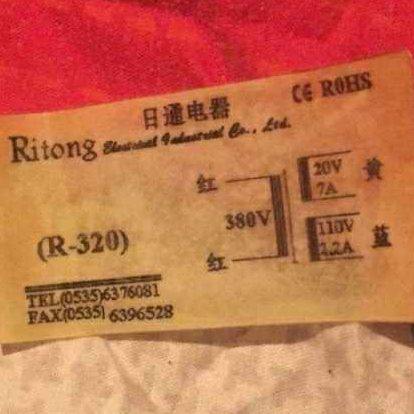 日通电器 CE ROHS
Ritong Electrical Industrial Co., Ltd.
红 20V 黄
7A
380V
(R-320) 110V 蓝
2.2A
红
TEL(0535)6376081
FAX(0535) 6396528